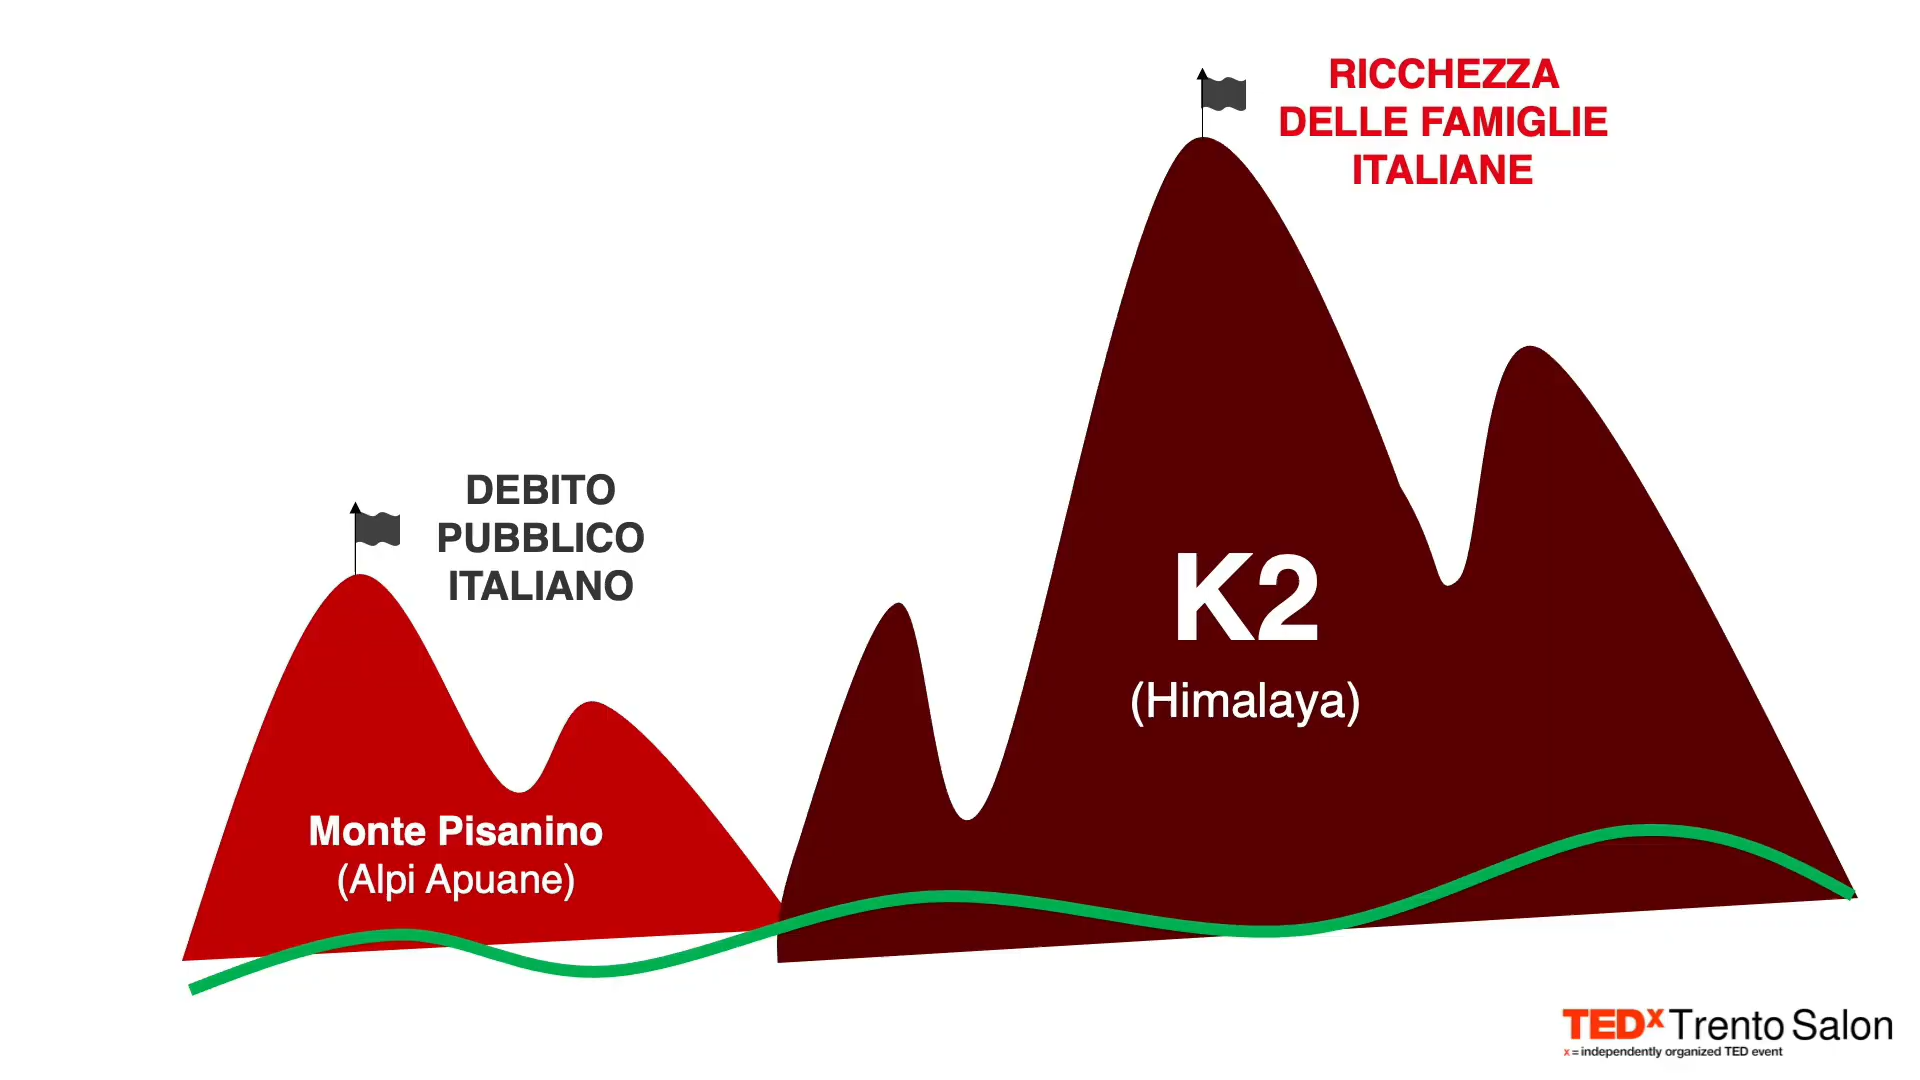 RICCHEZZA
DELLE FAMIGLIE
ITALIANE
DEBITO
PUBBLICO
ITALIANO
K2
(Himalaya)
Monte Pisanino
(Alpi Apuane)
TEDx Trento Salon
x = independently organized TED event